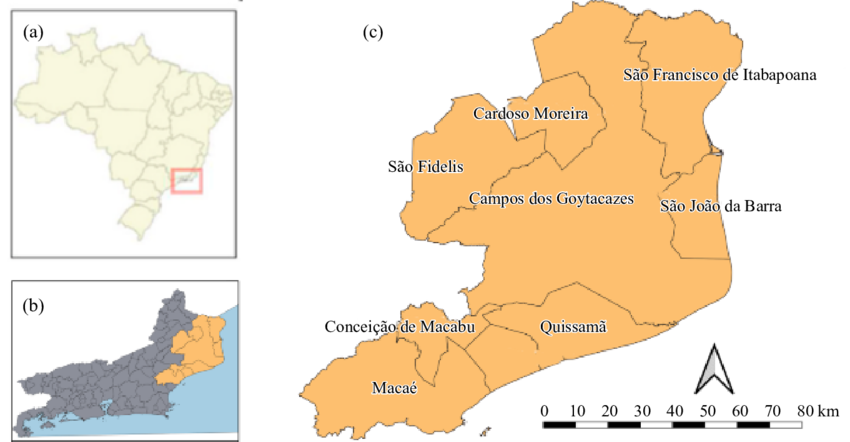 (a)
(b)
(c)
São Francisco de Itabapoana
Cardoso Moreira
São Fidelis
Campos dos Goytacazes
São João da Barra
Conceição de Macabu
Quissamã
Macaé
0 10 20 30 40 50 60 70 80 km